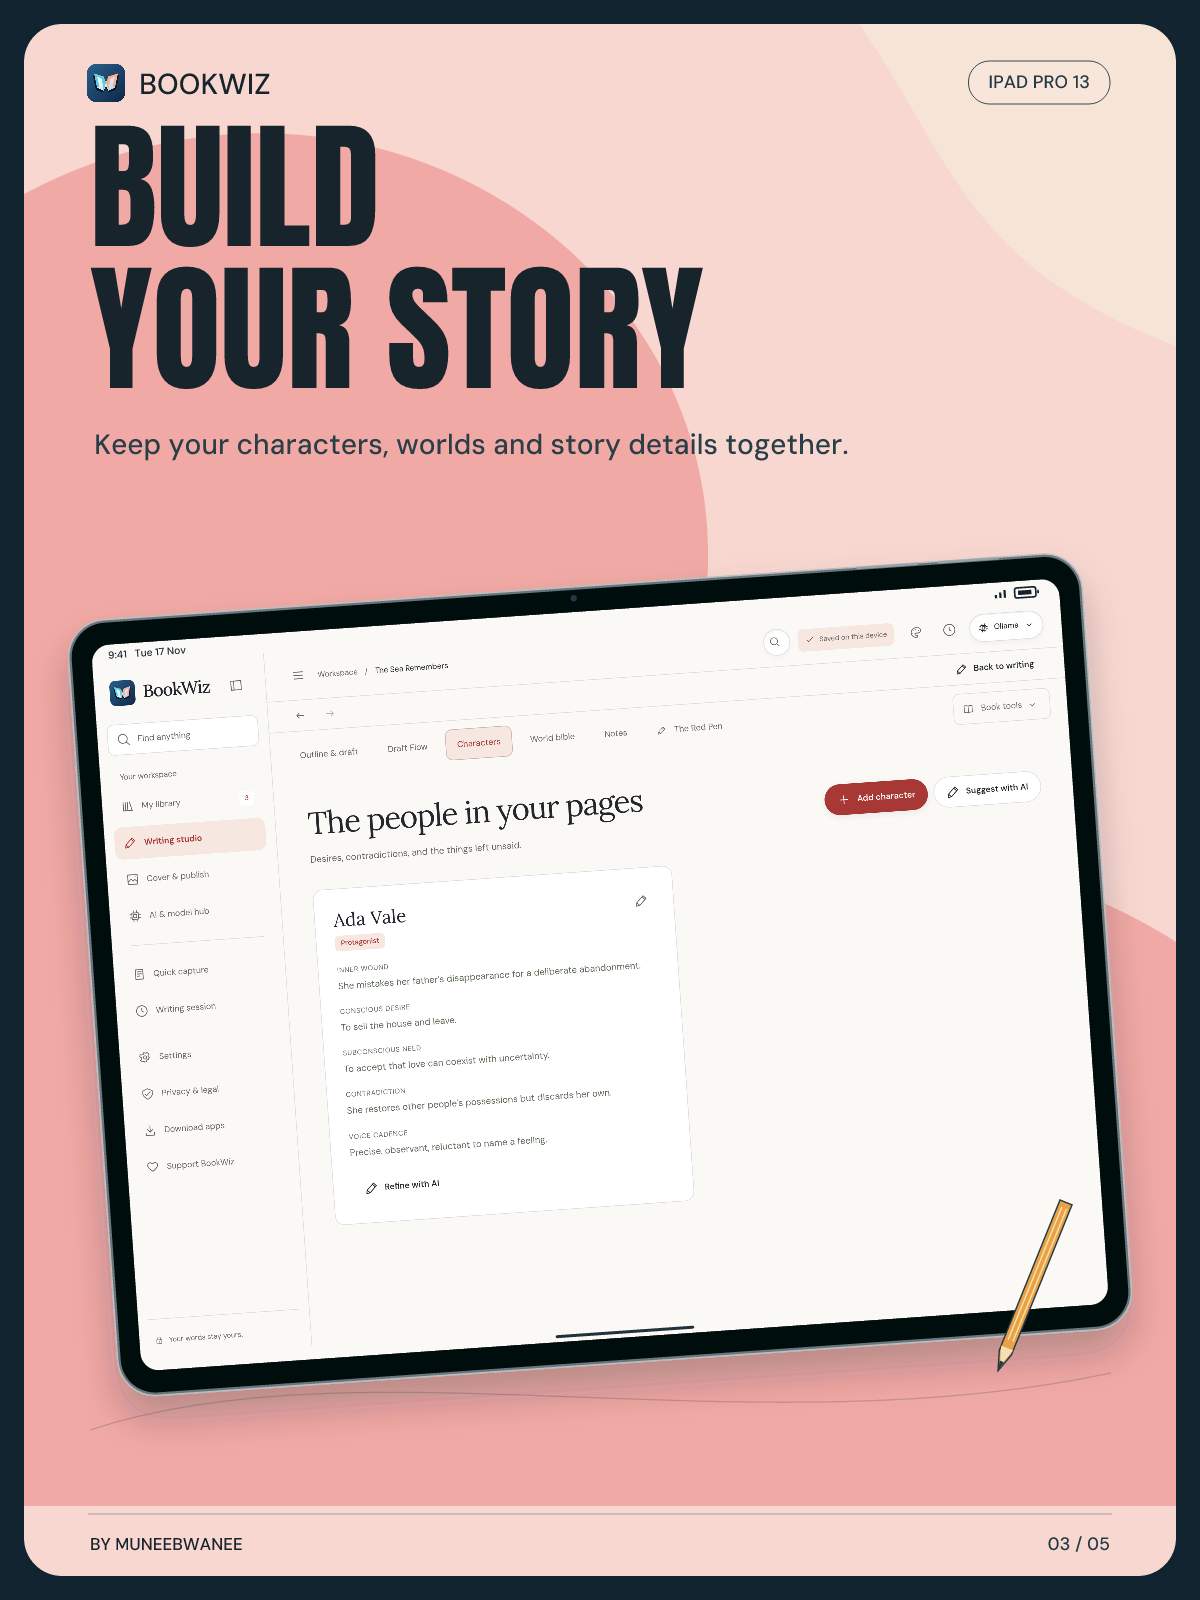 BOOKWIZ
IPAD PRO 13
BUILD
YOUR STORY
Keep your characters, worlds and story details together.
9:41 Tue 17 Nov
BookWiz
Find anything
Your workspace
My library 3
Writing studio
Cover & publish
AI & model hub
Quick capture
Writing session
Settings
Privacy & legal
Download apps
Support BookWiz
Your words stay yours.
Workspace / The Sea Remembers
Saved on this device
Ollama
Back to writing
Book tools
Outline & draft
Draft Flow
Characters
World bible
Notes
The Red Pen
The people in your pages
Desires, contradictions, and the things left unsaid.
Add character
Suggest with AI
Ada Vale
Protagonist
INNER WOUND
She mistakes her father's disappearance for a deliberate abandonment.
CONSCIOUS DESIRE
To sell the house and leave.
SUBCONSCIOUS NEED
To accept that love can coexist with uncertainty.
CONTRADICTION
She restores other people's possessions but discards her own.
VOICE CADENCE
Precise, observant, reluctant to name a feeling.
Refine with AI
BY MUNEEBWANEE
03 / 05